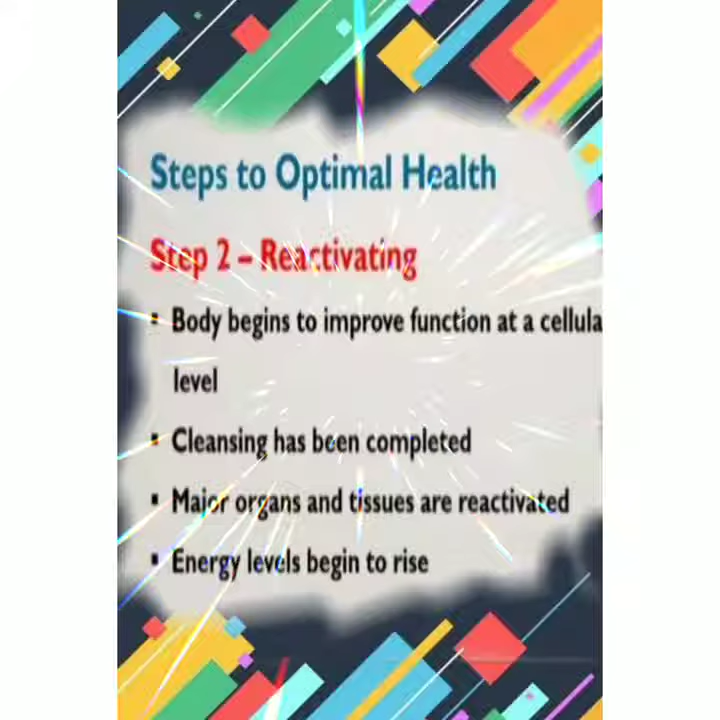 Steps to Optimal Health
Step 2 – Reactivating
▪ Body begins to improve function at a cellula
level
▪ Cleansing has been completed
▪ Major organs and tissues are reactivated
▪ Energy levels begin to rise